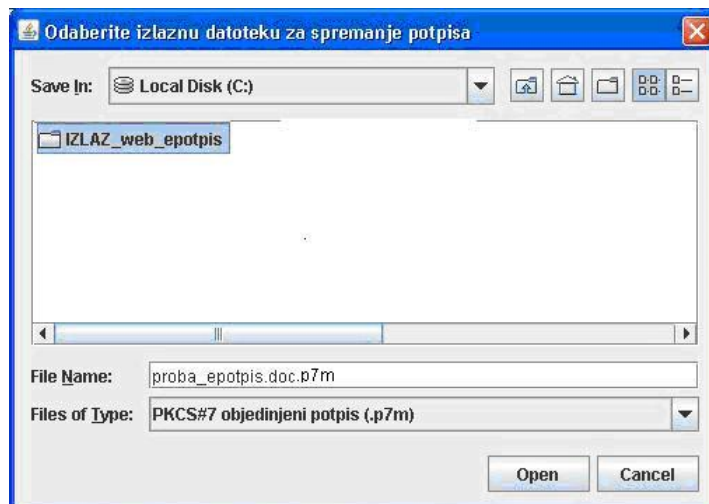 Odaberite izlaznu datoteku za spremanje potpisa
Save In: Local Disk (C:)
IZLAZ_web_epotpis
File Name: proba_epotpis.doc.p7m
Files of Type: PKCS#7 objedinjeni potpis (.p7m)
Open Cancel